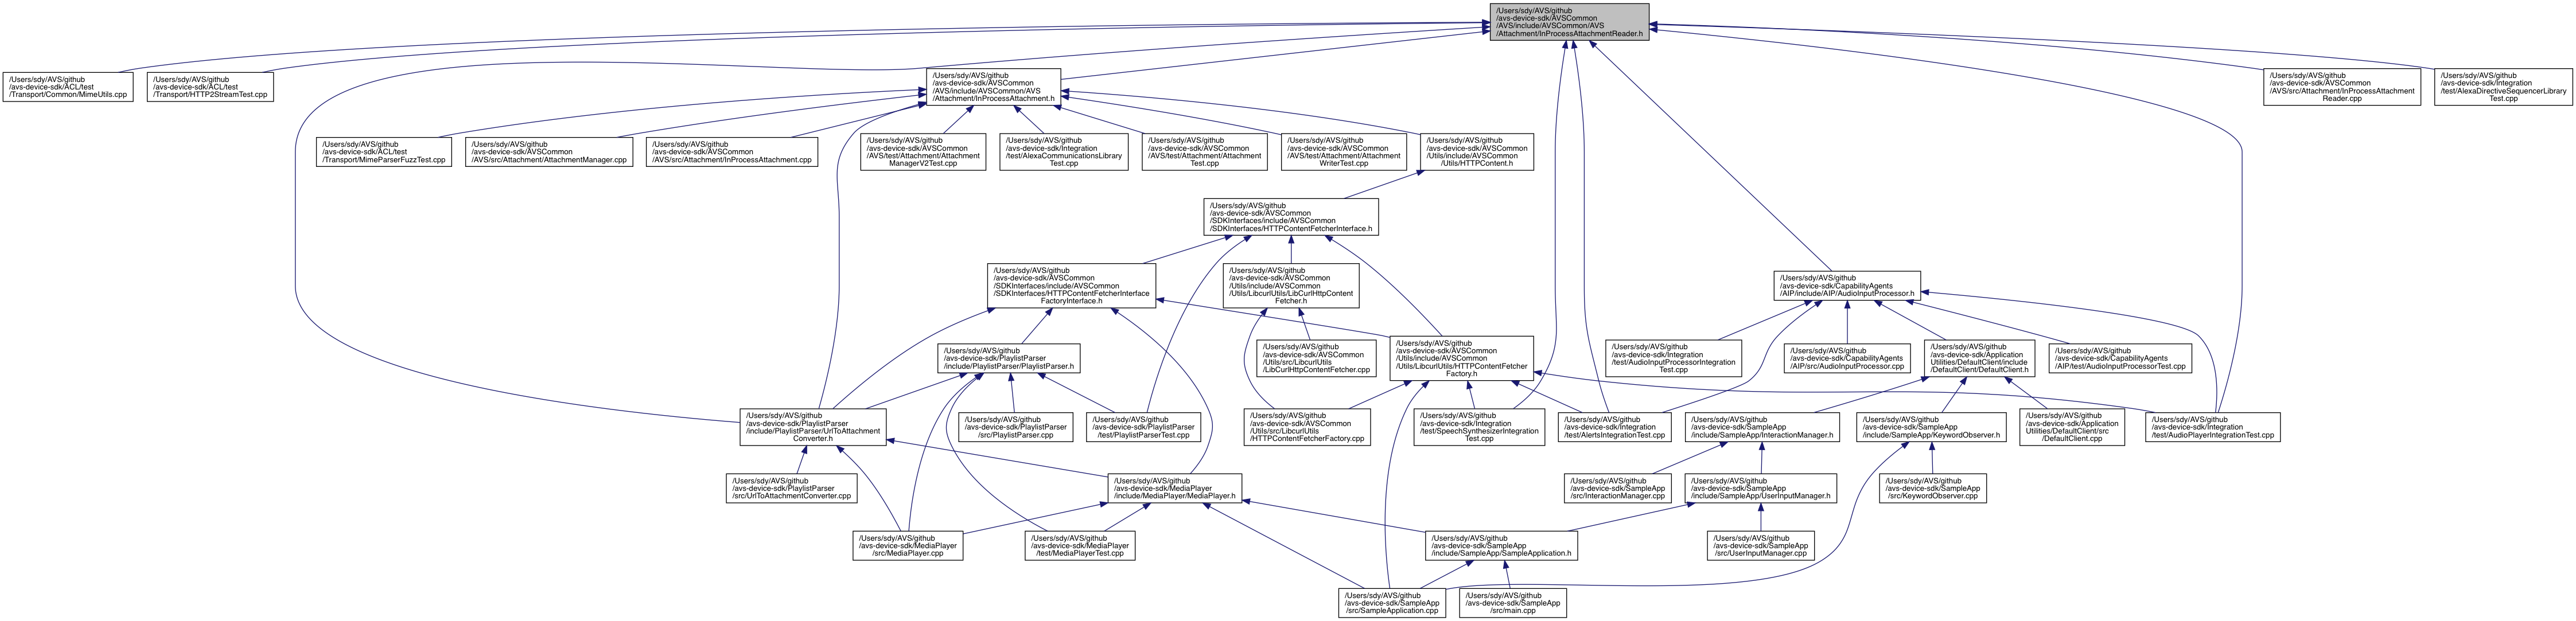 /Users/sdy/AVS/github
/avs-device-sdk/AVSCommon
/AVS/include/AVSCommon/AVS
/Attachment/InProcessAttachmentReader.h
/Users/sdy/AVS/github
/avs-device-sdk/ACL/test
/Transport/Common/MimeUtils.cpp
/Users/sdy/AVS/github
/avs-device-sdk/ACL/test
/Transport/HTTP2StreamTest.cpp
/Users/sdy/AVS/github
/avs-device-sdk/AVSCommon
/AVS/include/AVSCommon/AVS
/Attachment/InProcessAttachment.h
/Users/sdy/AVS/github
/avs-device-sdk/AVSCommon
/AVS/src/Attachment/InProcessAttachment
Reader.cpp
/Users/sdy/AVS/github
/avs-device-sdk/Integration
/test/AlexaDirectiveSequencerLibrary
Test.cpp
/Users/sdy/AVS/github
/avs-device-sdk/ACL/test
/Transport/MimeParserFuzzTest.cpp
/Users/sdy/AVS/github
/avs-device-sdk/AVSCommon
/AVS/src/Attachment/AttachmentManager.cpp
/Users/sdy/AVS/github
/avs-device-sdk/AVSCommon
/AVS/src/Attachment/InProcessAttachment.cpp
/Users/sdy/AVS/github
/avs-device-sdk/AVSCommon
/AVS/test/Attachment/Attachment
ManagerV2Test.cpp
/Users/sdy/AVS/github
/avs-device-sdk/Integration
/test/AlexaCommunicationsLibrary
Test.cpp
/Users/sdy/AVS/github
/avs-device-sdk/AVSCommon
/AVS/test/Attachment/Attachment
Test.cpp
/Users/sdy/AVS/github
/avs-device-sdk/AVSCommon
/AVS/test/Attachment/Attachment
WriterTest.cpp
/Users/sdy/AVS/github
/avs-device-sdk/AVSCommon
/Utils/include/AVSCommon
/Utils/HTTPContent.h
/Users/sdy/AVS/github
/avs-device-sdk/AVSCommon
/SDKInterfaces/include/AVSCommon
/SDKInterfaces/HTTPContentFetcherInterface.h
/Users/sdy/AVS/github
/avs-device-sdk/AVSCommon
/SDKInterfaces/include/AVSCommon
/SDKInterfaces/HTTPContentFetcherInterface
FactoryInterface.h
/Users/sdy/AVS/github
/avs-device-sdk/AVSCommon
/Utils/include/AVSCommon
/Utils/LibcurlUtils/LibCurlHttpContent
Fetcher.h
/Users/sdy/AVS/github
/avs-device-sdk/CapabilityAgents
/AIP/include/AIP/AudioInputProcessor.h
/Users/sdy/AVS/github
/avs-device-sdk/PlaylistParser
/include/PlaylistParser/PlaylistParser.h
/Users/sdy/AVS/github
/avs-device-sdk/AVSCommon
/Utils/src/LibcurlUtils
/LibCurlHttpContentFetcher.cpp
/Users/sdy/AVS/github
/avs-device-sdk/AVSCommon
/Utils/include/AVSCommon
/Utils/LibcurlUtils/HTTPContentFetcher
Factory.h
/Users/sdy/AVS/github
/avs-device-sdk/Integration
/test/AudioInputProcessorIntegration
Test.cpp
/Users/sdy/AVS/github
/avs-device-sdk/CapabilityAgents
/AIP/src/AudioInputProcessor.cpp
/Users/sdy/AVS/github
/avs-device-sdk/Application
Utilities/DefaultClient/include
/DefaultClient/DefaultClient.h
/Users/sdy/AVS/github
/avs-device-sdk/CapabilityAgents
/AIP/test/AudioInputProcessorTest.cpp
/Users/sdy/AVS/github
/avs-device-sdk/PlaylistParser
/include/PlaylistParser/UrlToAttachment
Converter.h
/Users/sdy/AVS/github
/avs-device-sdk/PlaylistParser
/src/PlaylistParser.cpp
/Users/sdy/AVS/github
/avs-device-sdk/PlaylistParser
/test/PlaylistParserTest.cpp
/Users/sdy/AVS/github
/avs-device-sdk/AVSCommon
/Utils/src/LibcurlUtils
/HTTPContentFetcherFactory.cpp
/Users/sdy/AVS/github
/avs-device-sdk/Integration
/test/SpeechSynthesizerIntegration
Test.cpp
/Users/sdy/AVS/github
/avs-device-sdk/Integration
/test/AlertsIntegrationTest.cpp
/Users/sdy/AVS/github
/avs-device-sdk/SampleApp
/include/SampleApp/InteractionManager.h
/Users/sdy/AVS/github
/avs-device-sdk/SampleApp
/include/SampleApp/KeywordObserver.h
/Users/sdy/AVS/github
/avs-device-sdk/Application
Utilities/DefaultClient/src
/DefaultClient.cpp
/Users/sdy/AVS/github
/avs-device-sdk/Integration
/test/AudioPlayerIntegrationTest.cpp
/Users/sdy/AVS/github
/avs-device-sdk/PlaylistParser
/src/UrlToAttachmentConverter.cpp
/Users/sdy/AVS/github
/avs-device-sdk/MediaPlayer
/include/MediaPlayer/MediaPlayer.h
/Users/sdy/AVS/github
/avs-device-sdk/SampleApp
/src/InteractionManager.cpp
/Users/sdy/AVS/github
/avs-device-sdk/SampleApp
/include/SampleApp/UserInputManager.h
/Users/sdy/AVS/github
/avs-device-sdk/SampleApp
/src/KeywordObserver.cpp
/Users/sdy/AVS/github
/avs-device-sdk/MediaPlayer
/src/MediaPlayer.cpp
/Users/sdy/AVS/github
/avs-device-sdk/MediaPlayer
/test/MediaPlayerTest.cpp
/Users/sdy/AVS/github
/avs-device-sdk/SampleApp
/include/SampleApp/SampleApplication.h
/Users/sdy/AVS/github
/avs-device-sdk/SampleApp
/src/UserInputManager.cpp
/Users/sdy/AVS/github
/avs-device-sdk/SampleApp
/src/SampleApplication.cpp
/Users/sdy/AVS/github
/avs-device-sdk/SampleApp
/src/main.cpp